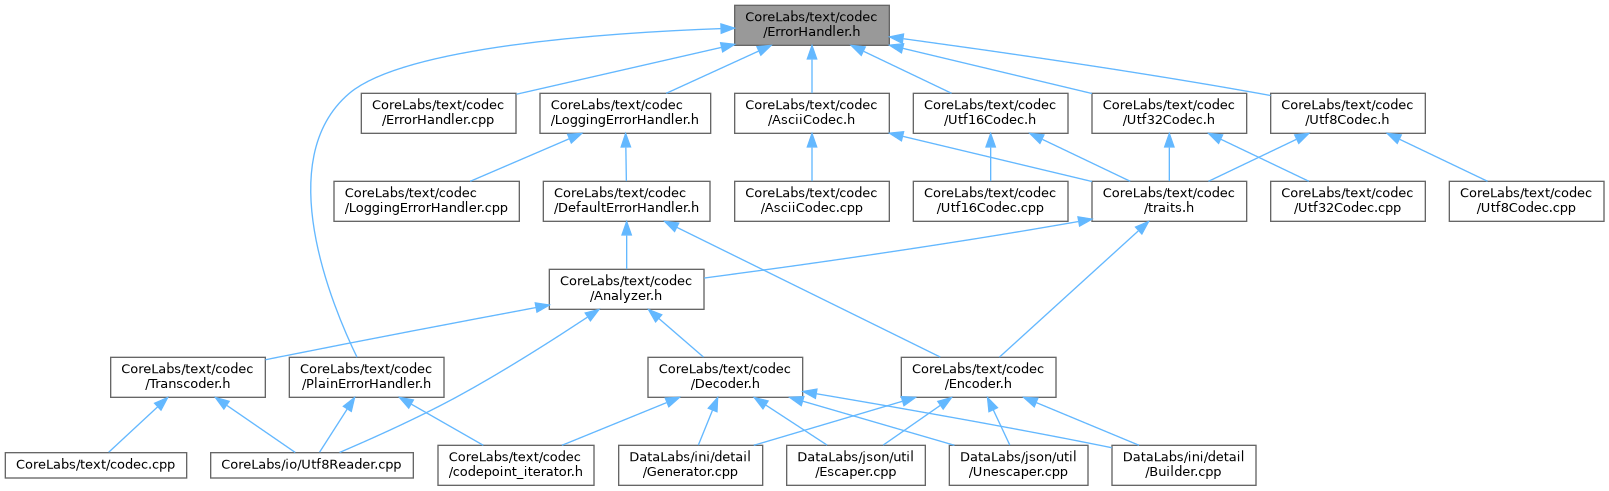 CoreLabs/text/codec
/ErrorHandler.h
CoreLabs/text/codec
/ErrorHandler.cpp
CoreLabs/text/codec
/LoggingErrorHandler.h
CoreLabs/text/codec
/AsciiCodec.h
CoreLabs/text/codec
/Utf16Codec.h
CoreLabs/text/codec
/Utf32Codec.h
CoreLabs/text/codec
/Utf8Codec.h
CoreLabs/text/codec
/LoggingErrorHandler.cpp
CoreLabs/text/codec
/DefaultErrorHandler.h
CoreLabs/text/codec
/AsciiCodec.cpp
CoreLabs/text/codec
/Utf16Codec.cpp
CoreLabs/text/codec
/traits.h
CoreLabs/text/codec
/Utf32Codec.cpp
CoreLabs/text/codec
/Utf8Codec.cpp
CoreLabs/text/codec
/Analyzer.h
CoreLabs/text/codec
/Transcoder.h
CoreLabs/text/codec
/PlainErrorHandler.h
CoreLabs/text/codec
/Decoder.h
CoreLabs/text/codec
/Encoder.h
CoreLabs/text/codec.cpp
CoreLabs/io/Utf8Reader.cpp
CoreLabs/text/codec
/codepoint_iterator.h
DataLabs/ini/detail
/Generator.cpp
DataLabs/json/util
/Escaper.cpp
DataLabs/json/util
/Unescaper.cpp
DataLabs/ini/detail
/Builder.cpp